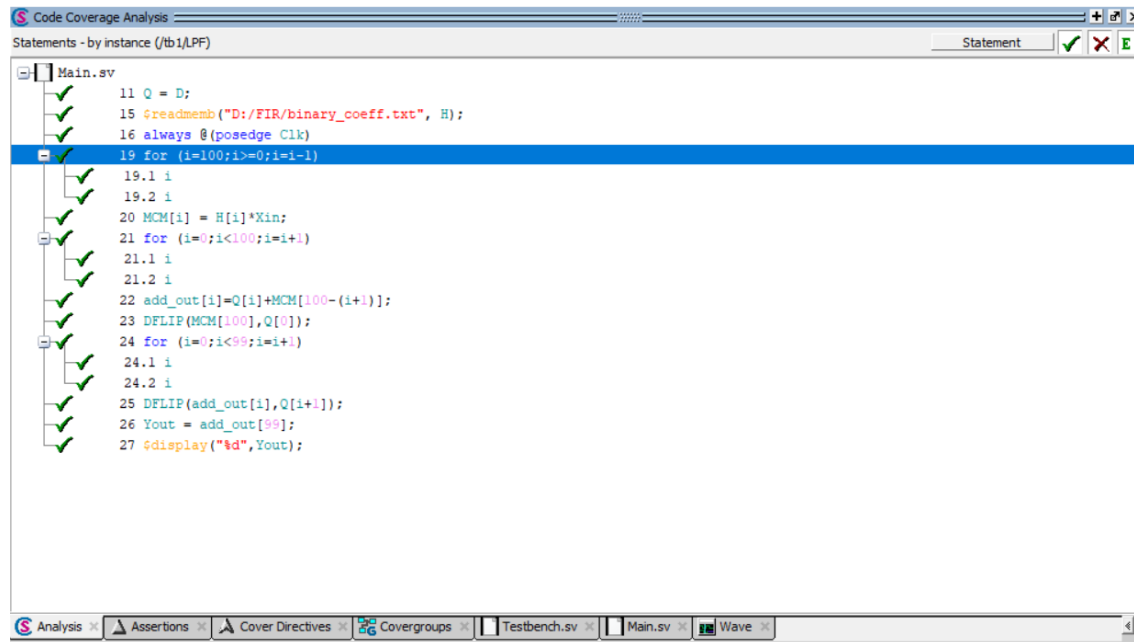 Code Coverage Analysis
Statements - by instance (/tb1/LPF)
Statement
E
Main.sv
11 Q = D;
15 $readmemb("D:/FIR/binary_coeff.txt", H);
16 always @(posedge Clk)
19 for (i=100;i>=0;i=i-1)
19.1 i
19.2 i
20 MCM[i] = H[i]*Xin;
21 for (i=0;i<100;i=i+1)
21.1 i
21.2 i
22 add_out[i]=Q[i]+MCM[100-(i+1)];
23 DFLIP(MCM[100],Q[0]);
24 for (i=0;i<99;i=i+1)
24.1 i
24.2 i
25 DFLIP(add_out[i],Q[i+1]);
26 Yout = add_out[99];
27 $display("%d",Yout);
Analysis Assertions Cover Directives Covergroups Testbench.sv Main.sv Wave